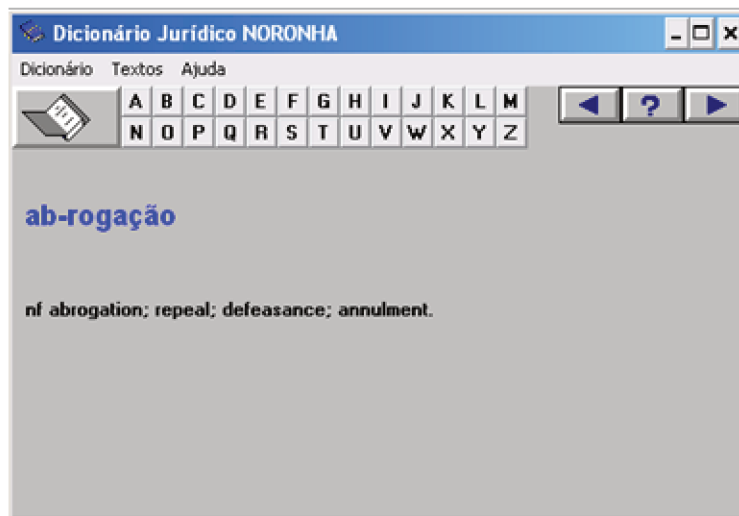 Dicionário Jurídico NORONHA
Dicionário Textos Ajuda
A B C D E F G H I J K L M
N O P Q R S T U V W X Y Z
?
ab-rogação
nf abrogation; repeal; defeasance; annulment.